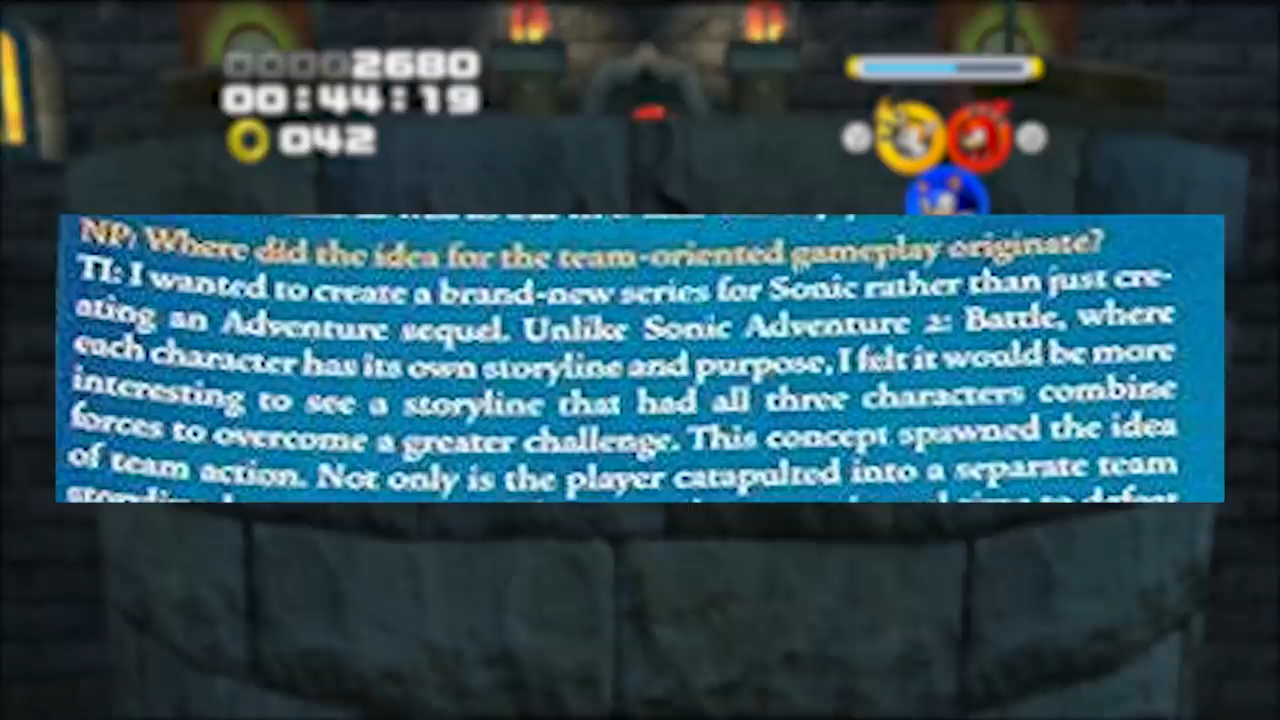 00002680
00:44:19
042
NP: Where did the idea for the team-oriented gameplay originate?
TI: I wanted to create a brand-new series for Sonic rather than just cre-
ating an Adventure sequel. Unlike Sonic Adventure 2: Battle, where
each character has its own storyline and purpose, I felt it would be more
interesting to see a storyline that had all three characters combine
forces to overcome a greater challenge. This concept spawned the idea
of team action. Not only is the player catapulted into a separate team